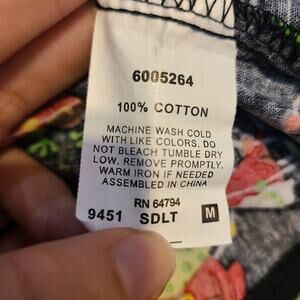 6005264
100% COTTON
MACHINE WASH COLD
WITH LIKE COLORS. DO
NOT BLEACH TUMBLE DRY
LOW. REMOVE PROMPTLY.
WARM IRON IF NEEDED
ASSEMBLED IN CHINA
RN 64794
9451 SDLT M